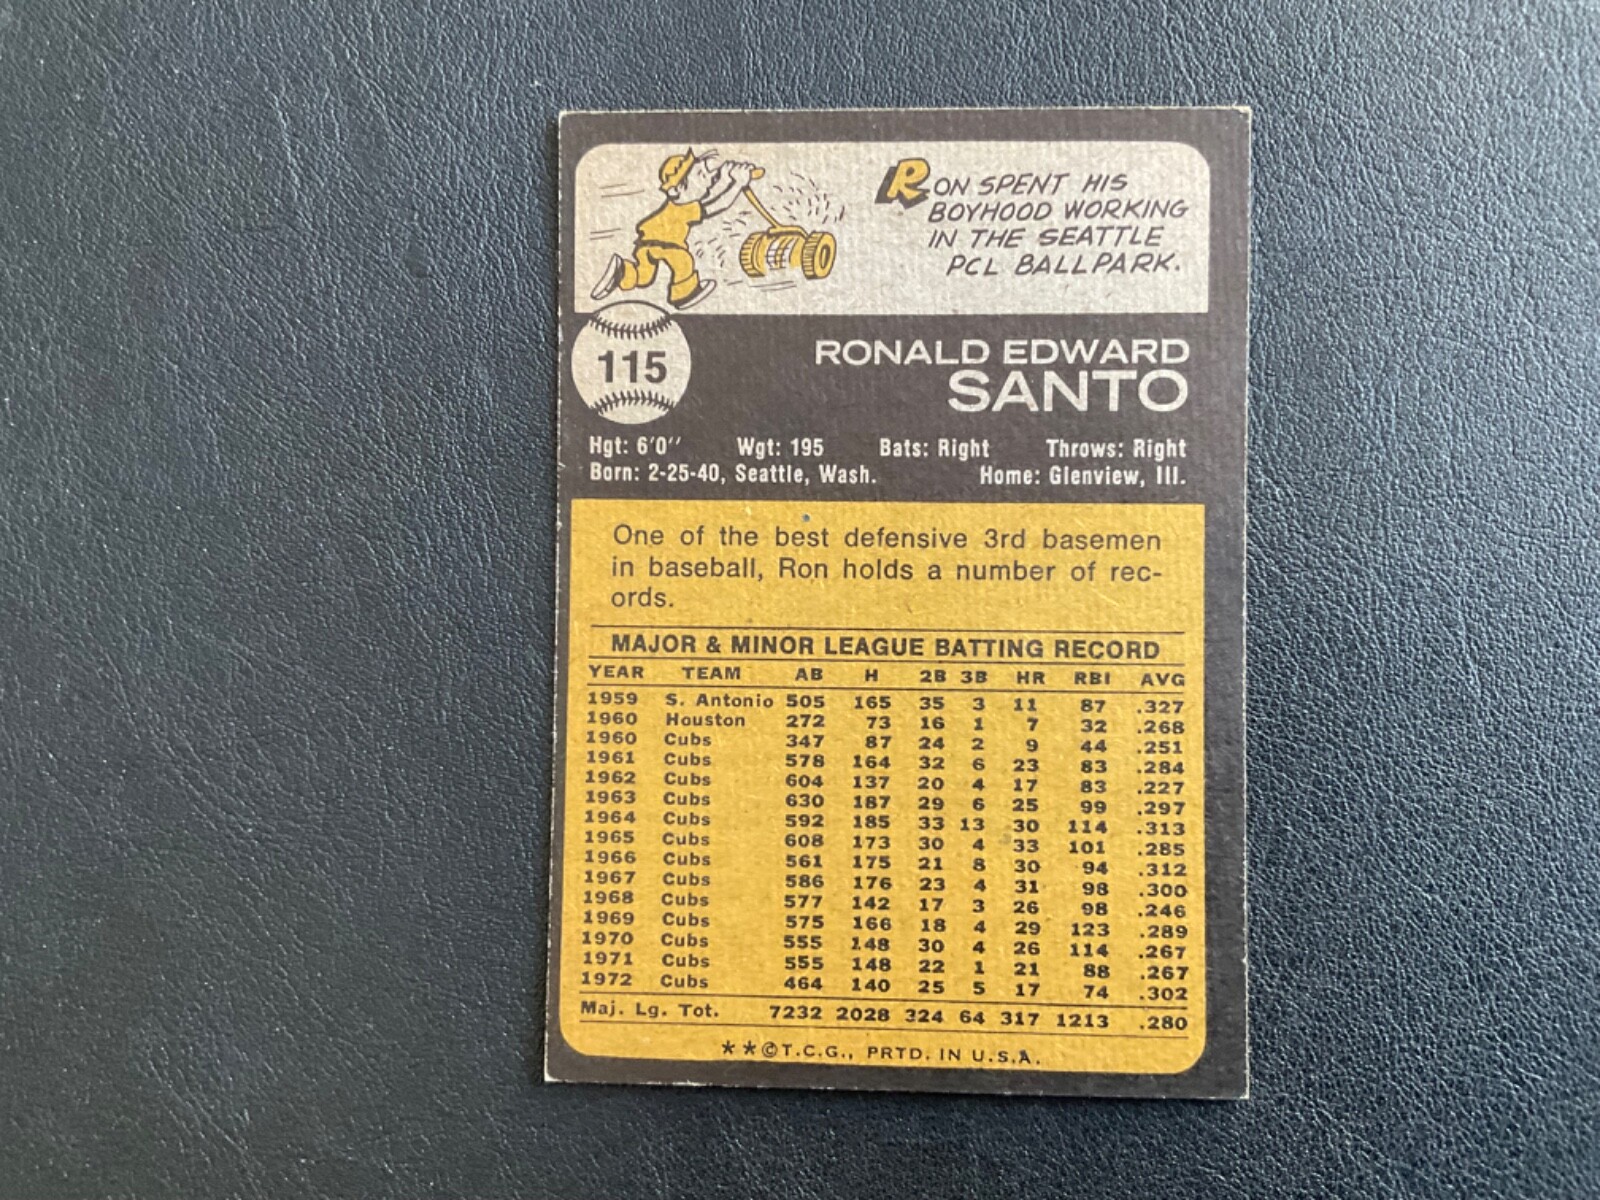 RON SPENT HIS
BOYHOOD WORKING
IN THE SEATTLE
PCL BALLPARK.
115
RONALD EDWARD
SANTO
Hgt: 6'0" Wgt: 195 Bats: Right Throws: Right
Born: 2-25-40, Seattle, Wash. Home: Glenview, Ill.
One of the best defensive 3rd basemen
in baseball, Ron holds a number of rec-
ords.
MAJOR & MINOR LEAGUE BATTING RECORD
YEAR TEAM AB H 2B 3B HR RBI AVG
1959 S. Antonio 505 165 35 3 11 87 .327
1960 Houston 272 73 16 1 7 32 .268
1960 Cubs 347 87 24 2 9 44 .251
1961 Cubs 578 164 32 6 23 83 .284
1962 Cubs 604 137 20 4 17 83 .227
1963 Cubs 630 187 29 6 25 99 .297
1964 Cubs 592 185 33 13 30 114 .313
1965 Cubs 608 173 30 4 33 101 .285
1966 Cubs 561 175 21 8 30 94 .312
1967 Cubs 586 176 23 4 31 98 .300
1968 Cubs 577 142 17 3 26 98 .246
1969 Cubs 575 166 18 4 29 123 .289
1970 Cubs 555 148 30 4 26 114 .267
1971 Cubs 555 148 22 1 21 88 .267
1972 Cubs 464 140 25 5 17 74 .302
Maj. Lg. Tot. 7232 2028 324 64 317 1213 .280
**©T.C.G., PRTD. IN U.S.A.